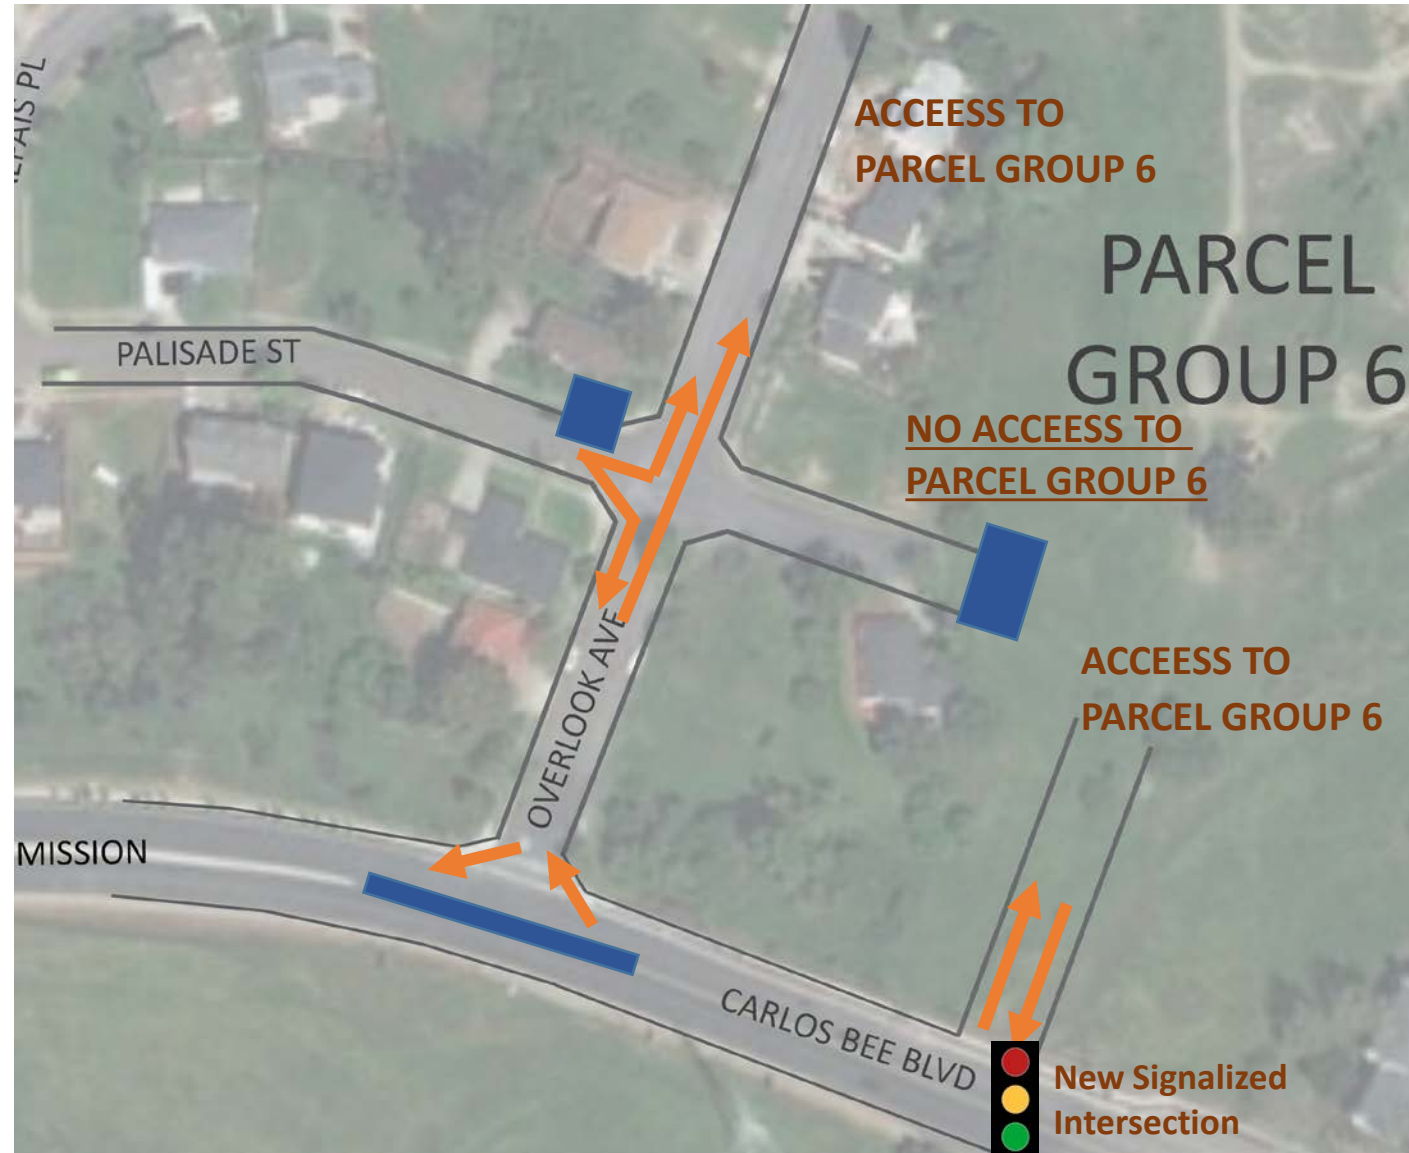 ACCEESS TO
PARCEL GROUP 6
PARCEL
GROUP 6
PALISADE ST
NO ACCEESS TO
PARCEL GROUP 6
OVERLOOK AVE
ACCEESS TO
PARCEL GROUP 6
MISSION
CARLOS BEE BLVD
New Signalized
Intersection